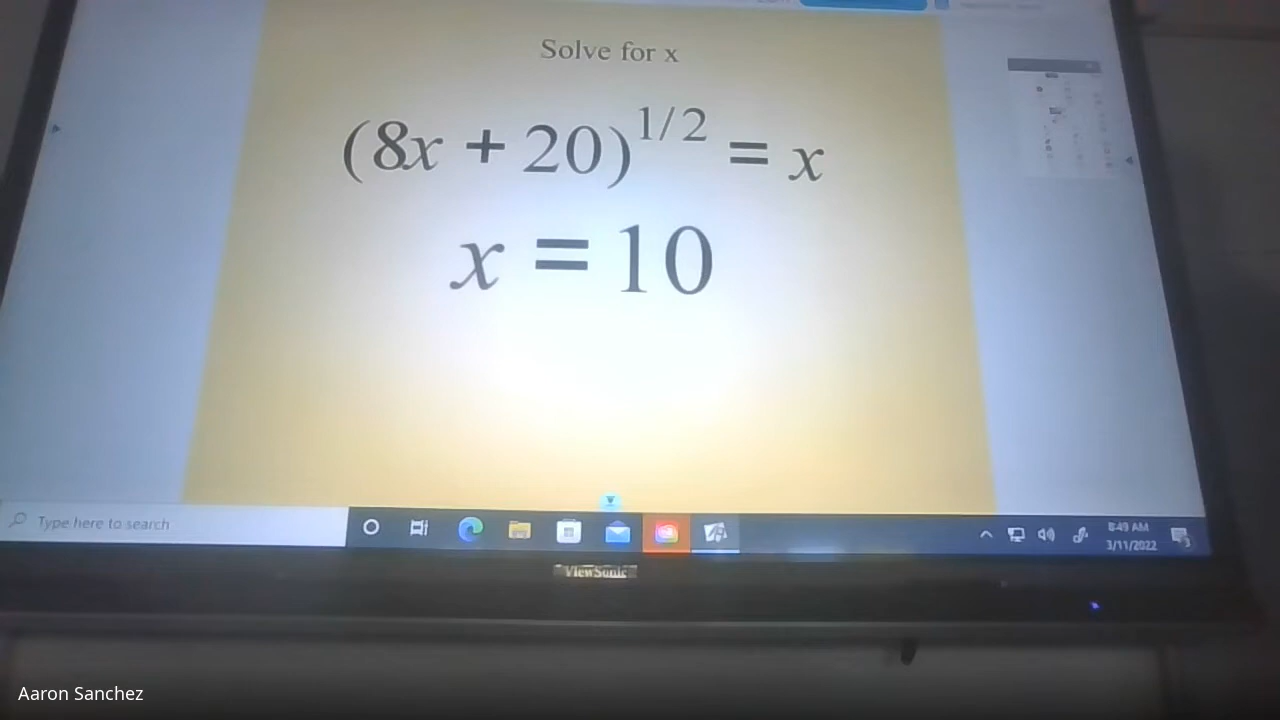 Solve for x
(8x + 20)^{1/2} = x
x = 10
Type here to search
8:49 AM
3/11/2022
ViewSonic
Aaron Sanchez